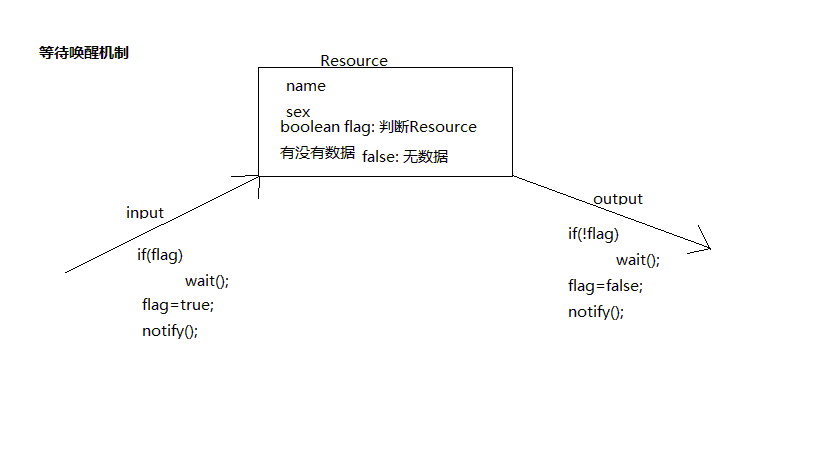 等待唤醒机制
Resource
name
sex
boolean flag: 判断Resource
有没有数据 false: 无数据
input
if(flag)
wait();
flag=true;
notify();
output
if(!flag)
wait();
flag=false;
notify();